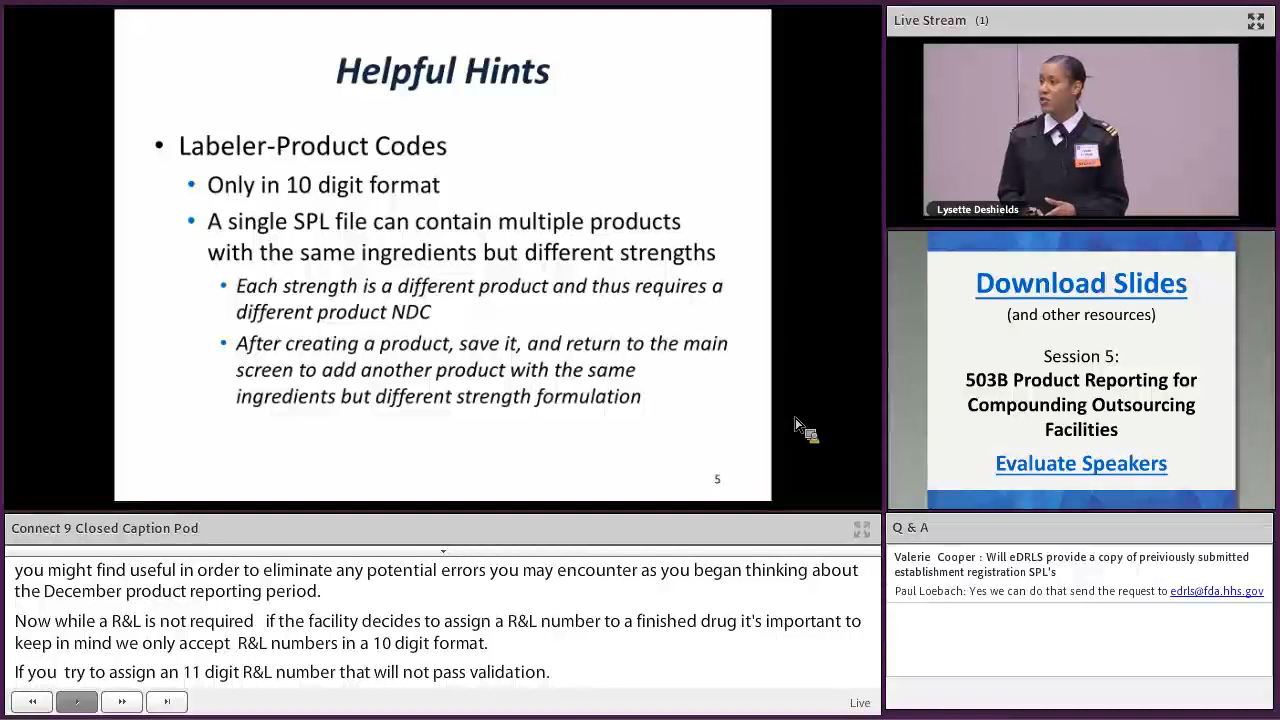 Helpful Hints
• Labeler-Product Codes
• Only in 10 digit format
• A single SPL file can contain multiple products
with the same ingredients but different strengths
• Each strength is a different product and thus requires a
different product NDC
• After creating a product, save it, and return to the main
screen to add another product with the same
ingredients but different strength formulation
5
Live Stream (1)
Lysette Deshields
Download Slides
(and other resources)
Session 5:
503B Product Reporting for
Compounding Outsourcing
Facilities
Evaluate Speakers
Connect 9 Closed Caption Pod
you might find useful in order to eliminate any potential errors you may encounter as you began thinking about
the December product reporting period.
Now while a R&L is not required if the facility decides to assign a R&L number to a finished drug it's important to
keep in mind we only accept R&L numbers in a 10 digit format.
If you try to assign an 11 digit R&L number that will not pass validation.
Live
Q & A
Valerie Cooper : Will eDRLS provide a copy of preiviously submitted
establishment registration SPL's
Paul Loebach: Yes we can do that send the request to edrls@fda.hhs.gov